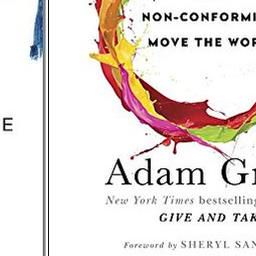 NON-CONFORMI
MOVE THE WOR
E
Adam Gr
New York Times bestselling
GIVE AND TAK
Foreword by SHERYL SAN